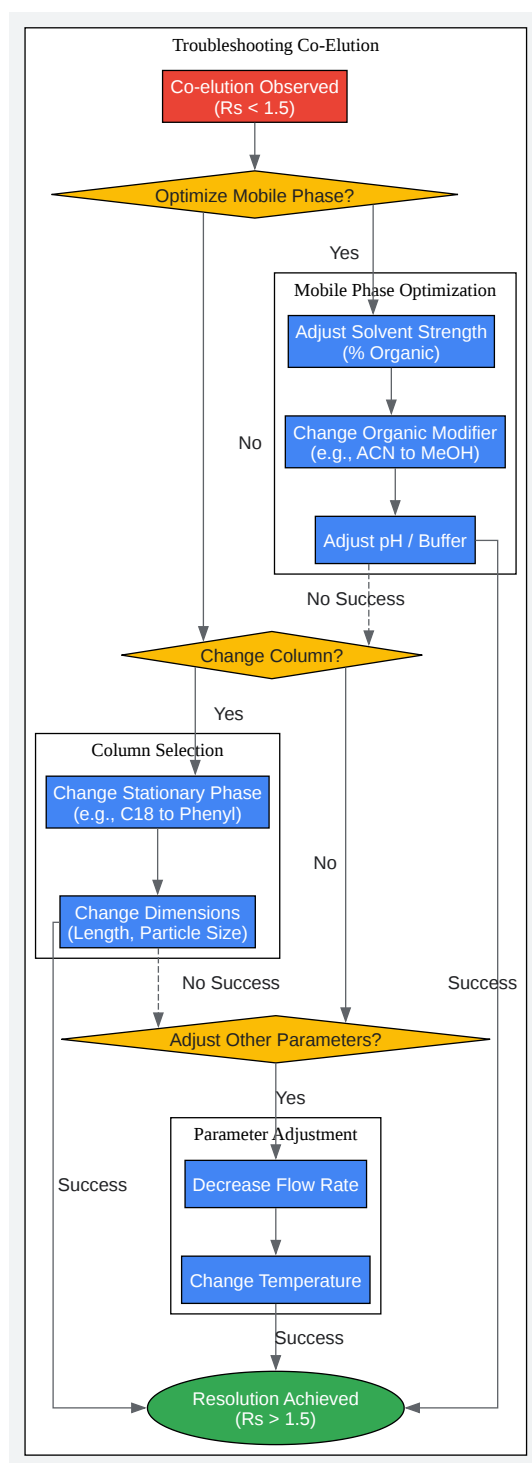 Troubleshooting Co-Elution
Co-elution Observed
(Rs < 1.5)
Optimize Mobile Phase?
Yes
Mobile Phase Optimization
Adjust Solvent Strength
(% Organic)
No
Change Organic Modifier
(e.g., ACN to MeOH)
Adjust pH / Buffer
No Success
Change Column?
Yes
Column Selection
Change Stationary Phase
(e.g., C18 to Phenyl)
No
Change Dimensions
(Length, Particle Size)
No Success
Success
Adjust Other Parameters?
Yes
Parameter Adjustment
Decrease Flow Rate
Success
Change Temperature
Success
Resolution Achieved
(Rs > 1.5)